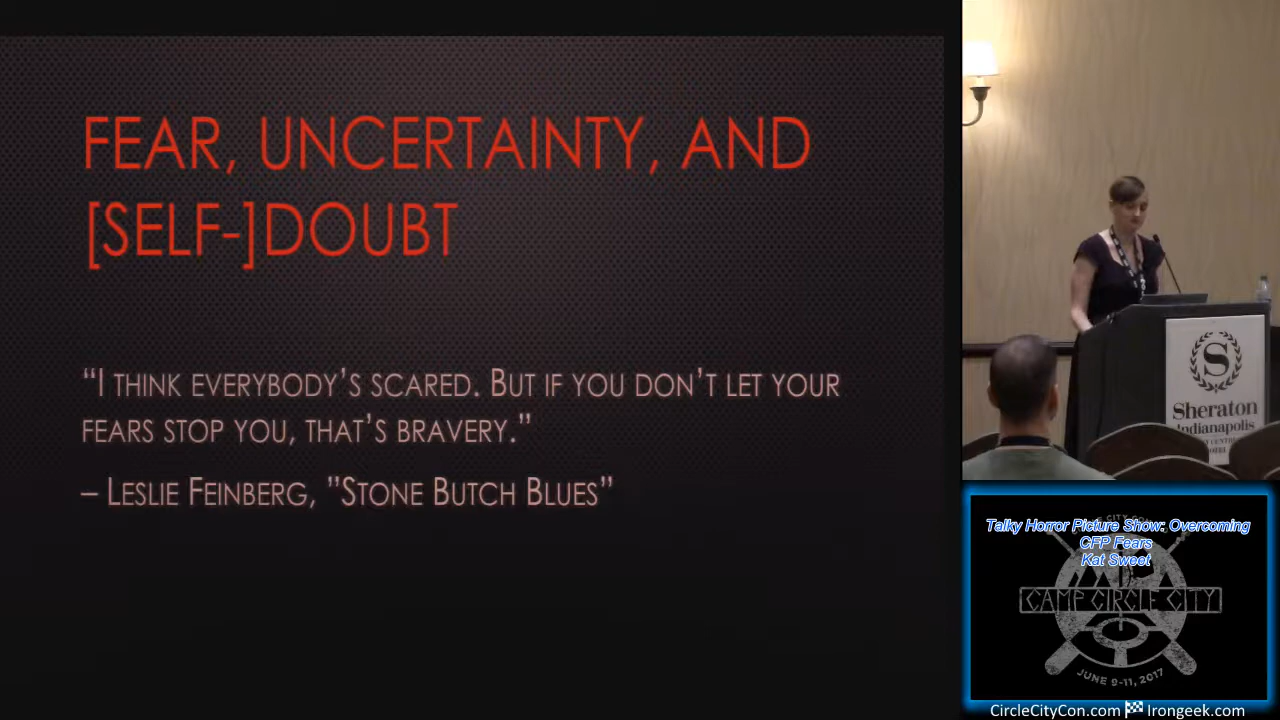 FEAR, UNCERTAINTY, AND
[SELF-]DOUBT
“I THINK EVERYBODY’S SCARED. BUT IF YOU DON’T LET YOUR
FEARS STOP YOU, THAT’S BRAVERY.”
– LESLIE FEINBERG, "STONE BUTCH BLUES"
S
Sheraton
Indianapolis
Talky Horror Picture Show: Overcoming
CFP Fears
Kat Sweet
CAMP CIRCLE CITY
JUNE 9-11, 2017
CircleCityCon.com Irongeek.com